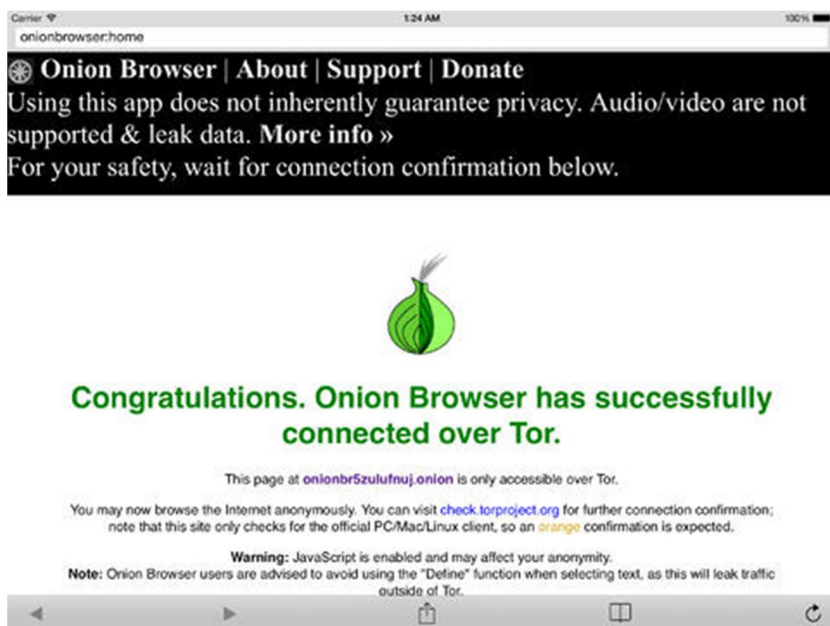 Carrier 1:24 AM 100%
onionbrowser:home
Onion Browser | About | Support | Donate
Using this app does not inherently guarantee privacy. Audio/video are not
supported & leak data. More info »
For your safety, wait for connection confirmation below.
Congratulations. Onion Browser has successfully
connected over Tor.
This page at onionbr5zulufnuj.onion is only accessible over Tor.
You may now browse the Internet anonymously. You can visit check.torproject.org for further connection confirmation;
note that this site only checks for the official PC/Mac/Linux client, so an orange confirmation is expected.
Warning: JavaScript is enabled and may affect your anonymity.
Note: Onion Browser users are advised to avoid using the "Define" function when selecting text, as this will leak traffic
outside of Tor.